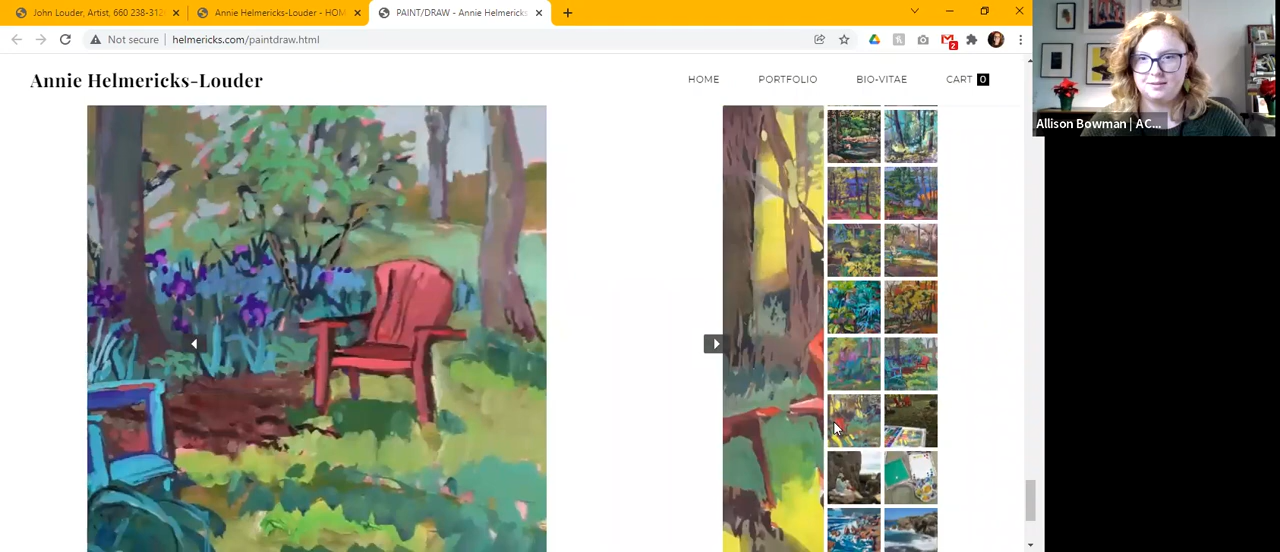 John Louder, Artist, 660 238-312
Annie Helmericks-Louder - HOM
PAINT/DRAW - Annie Helmericks
Not secure
helmericks.com/paintdraw.html
2
Annie Helmericks-Louder
HOME
PORTFOLIO
BIO-VITAE
CART 0
Allison Bowman | AC...